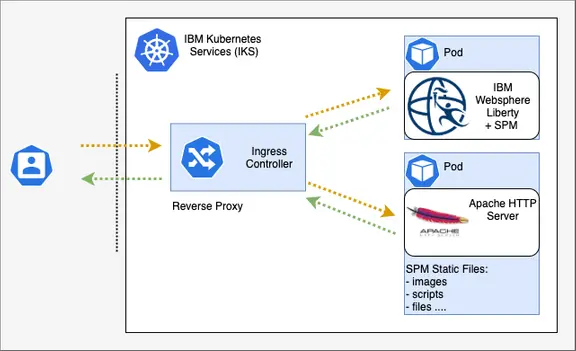 IBM Kubernetes
Services (IKS)
Pod
IBM
Websphere
Liberty
+ SPM
Ingress
Controller
Reverse Proxy
Pod
Apache HTTP
Server
APACHE
SPM Static Files:
- images
- scripts
- files ....